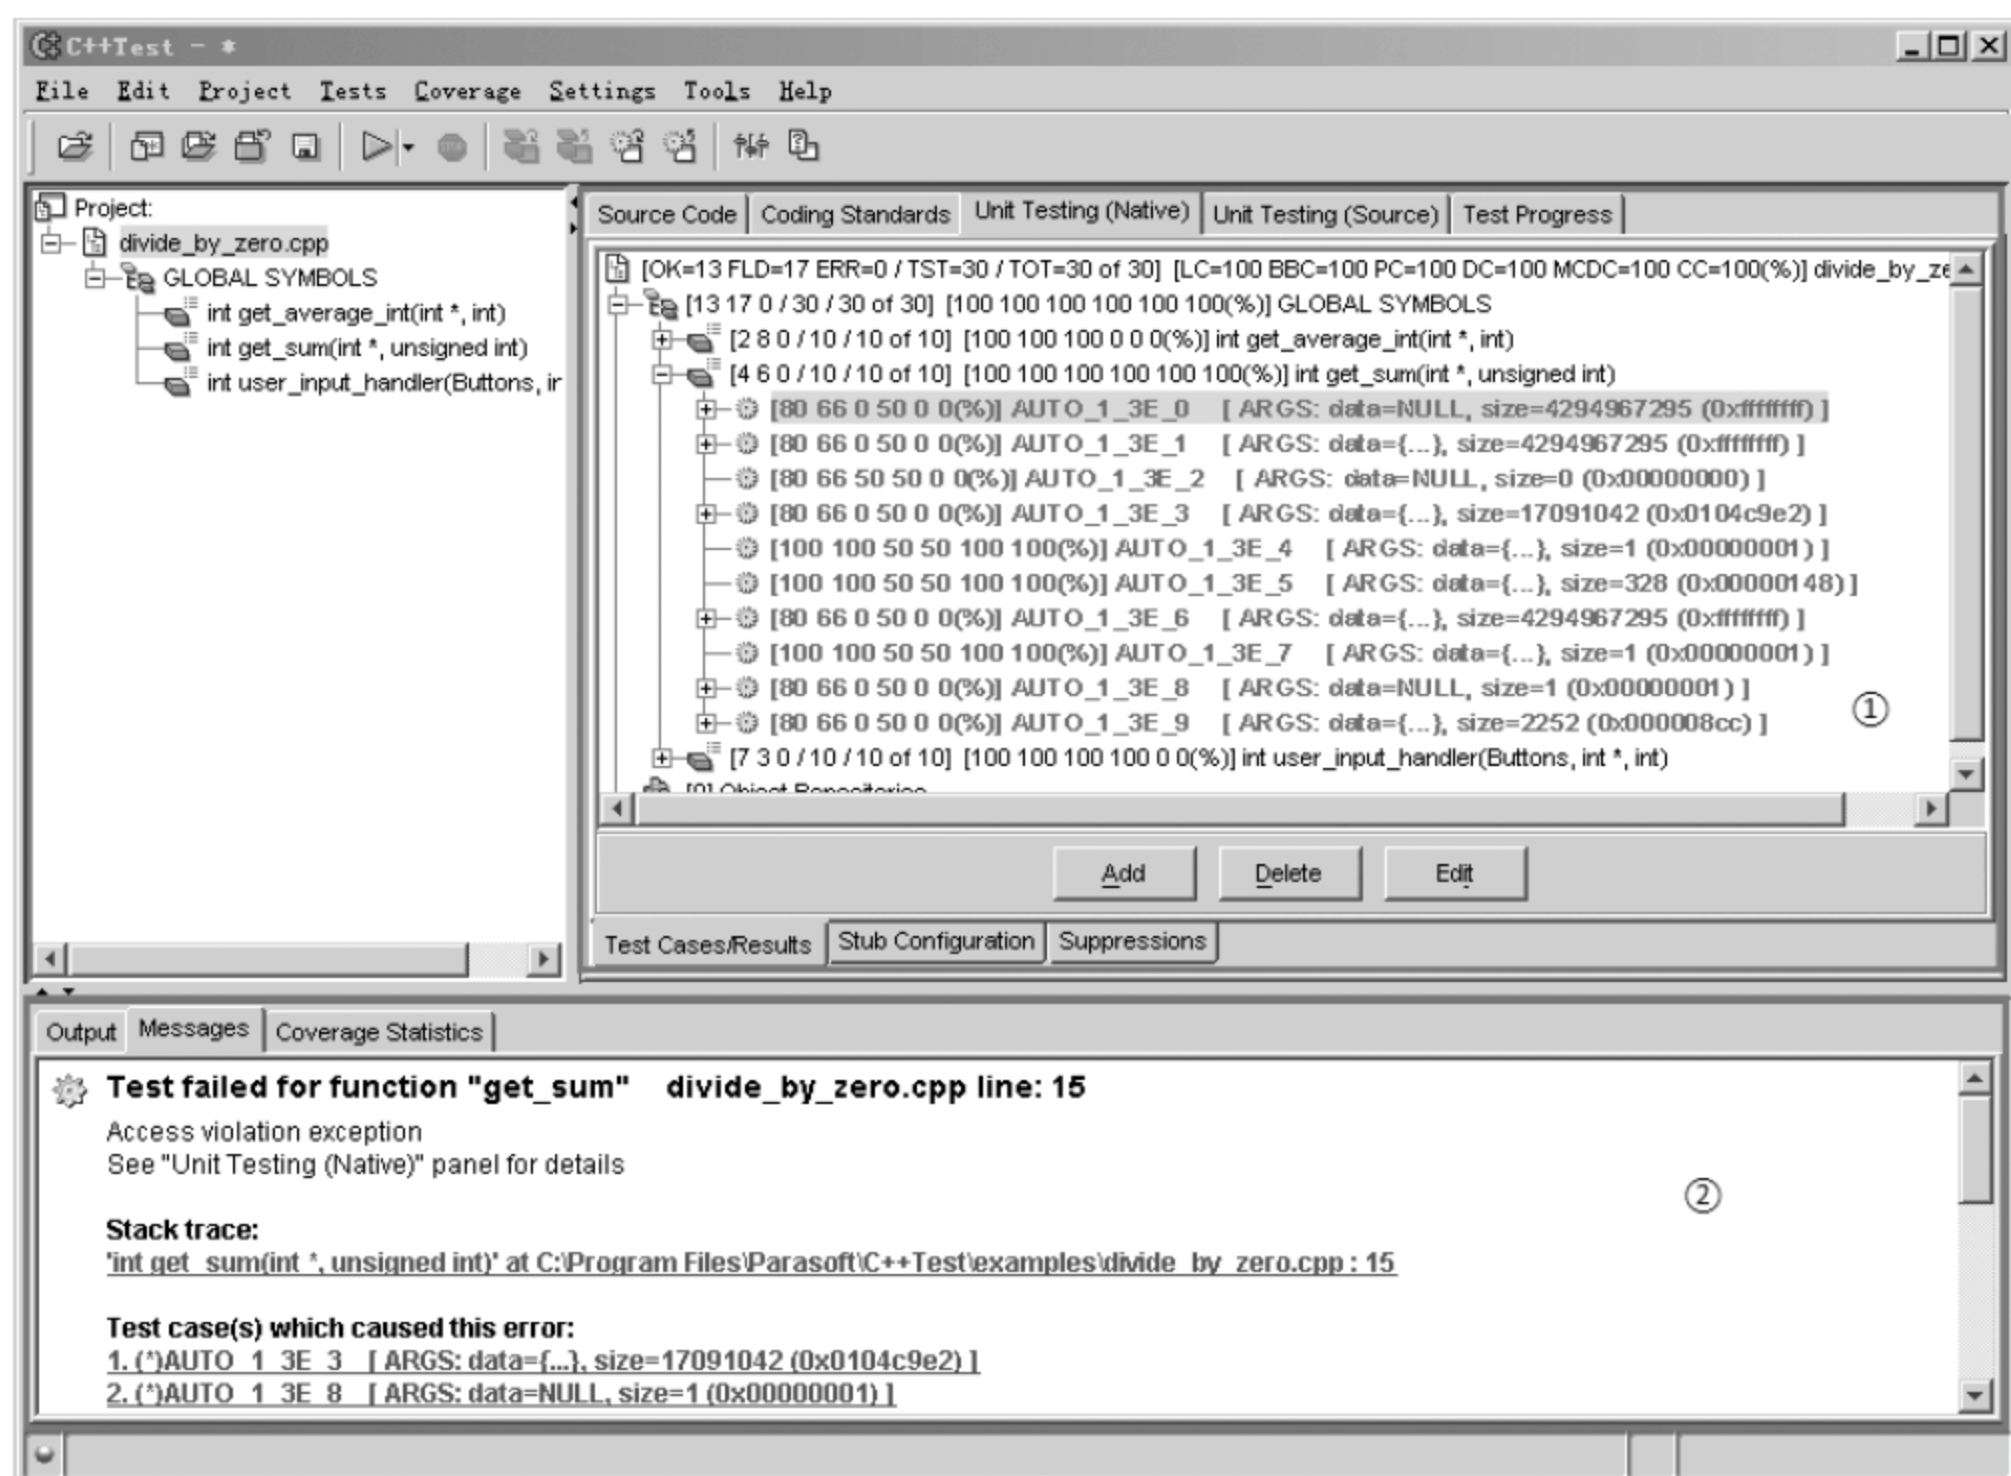 C++Test - *
File Edit Project Tests Coverage Settings Tools Help
Project:
divide_by_zero.cpp
GLOBAL SYMBOLS
int get_average_int(int *, int)
int get_sum(int *, unsigned int)
int user_input_handler(Buttons, ir
Source Code Coding Standards Unit Testing (Native) Unit Testing (Source) Test Progress
[OK=13 FLD=17 ERR=0 / TST=30 / TOT=30 of 30] [LC=100 BBC=100 PC=100 DC=100 MCDC=100 CC=100(%)] divide_by_ze
[13 17 0 / 30 / 30 of 30] [100 100 100 100 100 100(%)] GLOBAL SYMBOLS
[2 8 0 / 10 / 10 of 10] [100 100 100 0 0 0(%)] int get_average_int(int *, int)
[4 6 0 / 10 / 10 of 10] [100 100 100 100 100 100(%)] int get_sum(int *, unsigned int)
[80 66 0 50 0 0(%)] AUTO_1_3E_0 [ ARGS: data=NULL, size=4294967295 (0xffffffff) ]
[80 66 0 50 0 0(%)] AUTO_1_3E_1 [ ARGS: data={...}, size=4294967295 (0xffffffff) ]
[80 66 50 50 0 0(%)] AUTO_1_3E_2 [ ARGS: data=NULL, size=0 (0x00000000) ]
[80 66 0 50 0 0(%)] AUTO_1_3E_3 [ ARGS: data={...}, size=17091042 (0x0104c9e2) ]
[100 100 50 50 100 100(%)] AUTO_1_3E_4 [ ARGS: data={...}, size=1 (0x00000001) ]
[100 100 50 50 100 100(%)] AUTO_1_3E_5 [ ARGS: data={...}, size=328 (0x00000148) ]
[80 66 0 50 0 0(%)] AUTO_1_3E_6 [ ARGS: data={...}, size=4294967295 (0xffffffff) ]
[100 100 50 50 100 100(%)] AUTO_1_3E_7 [ ARGS: data={...}, size=1 (0x00000001) ]
[80 66 0 50 0 0(%)] AUTO_1_3E_8 [ ARGS: data=NULL, size=1 (0x00000001) ]
[80 66 0 50 0 0(%)] AUTO_1_3E_9 [ ARGS: data={...}, size=2252 (0x000008cc) ]
①
[7 3 0 / 10 / 10 of 10] [100 100 100 100 0 0(%)] int user_input_handler(Buttons, int *, int)
[0] Object Repositories
Add Delete Edit
Test Cases/Results Stub Configuration Suppressions
Output Messages Coverage Statistics
Test failed for function "get_sum" divide_by_zero.cpp line: 15
Access violation exception
See "Unit Testing (Native)" panel for details
②
Stack trace:
'int get_sum(int *, unsigned int)' at C:\Program Files\Parasoft\C++Test\examples\divide_by_zero.cpp : 15
Test case(s) which caused this error:
1. (*)AUTO_1_3E_3 [ ARGS: data={...}, size=17091042 (0x0104c9e2) ]
2. (*)AUTO_1_3E_8 [ ARGS: data=NULL, size=1 (0x00000001) ]